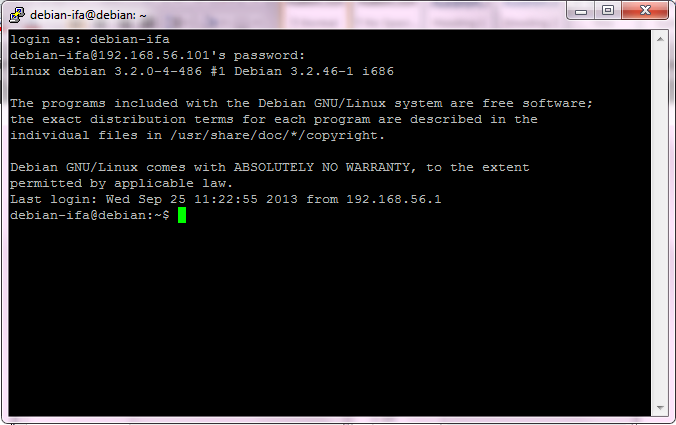 debian-ifa@debian: ~
login as: debian-ifa
debian-ifa@192.168.56.101's password:
Linux debian 3.2.0-4-486 #1 Debian 3.2.46-1 i686
The programs included with the Debian GNU/Linux system are free software;
the exact distribution terms for each program are described in the
individual files in /usr/share/doc/*/copyright.
Debian GNU/Linux comes with ABSOLUTELY NO WARRANTY, to the extent
permitted by applicable law.
Last login: Wed Sep 25 11:22:55 2013 from 192.168.56.1
debian-ifa@debian:~$